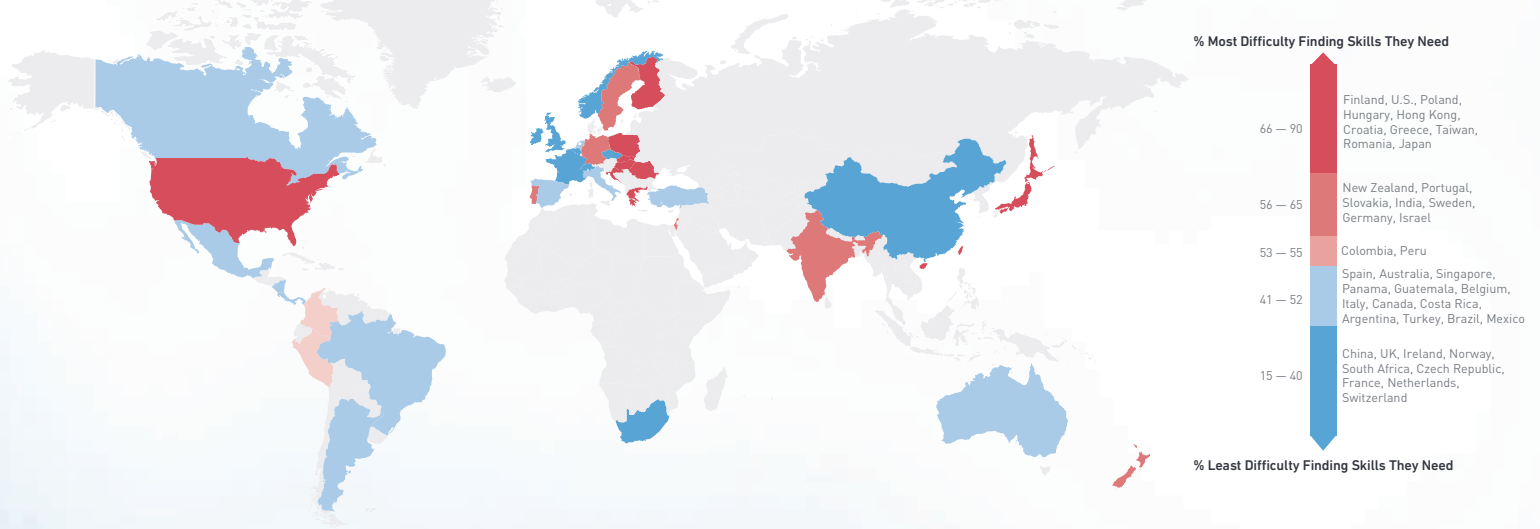 % Most Difficulty Finding Skills They Need
66 — 90
Finland, U.S., Poland,
Hungary, Hong Kong,
Croatia, Greece, Taiwan,
Romania, Japan
56 — 65
New Zealand, Portugal,
Slovakia, India, Sweden,
Germany, Israel
53 — 55
Colombia, Peru
41 — 52
Spain, Australia, Singapore,
Panama, Guatemala, Belgium,
Italy, Canada, Costa Rica,
Argentina, Turkey, Brazil, Mexico
15 — 40
China, UK, Ireland, Norway,
South Africa, Czech Republic,
France, Netherlands,
Switzerland
% Least Difficulty Finding Skills They Need